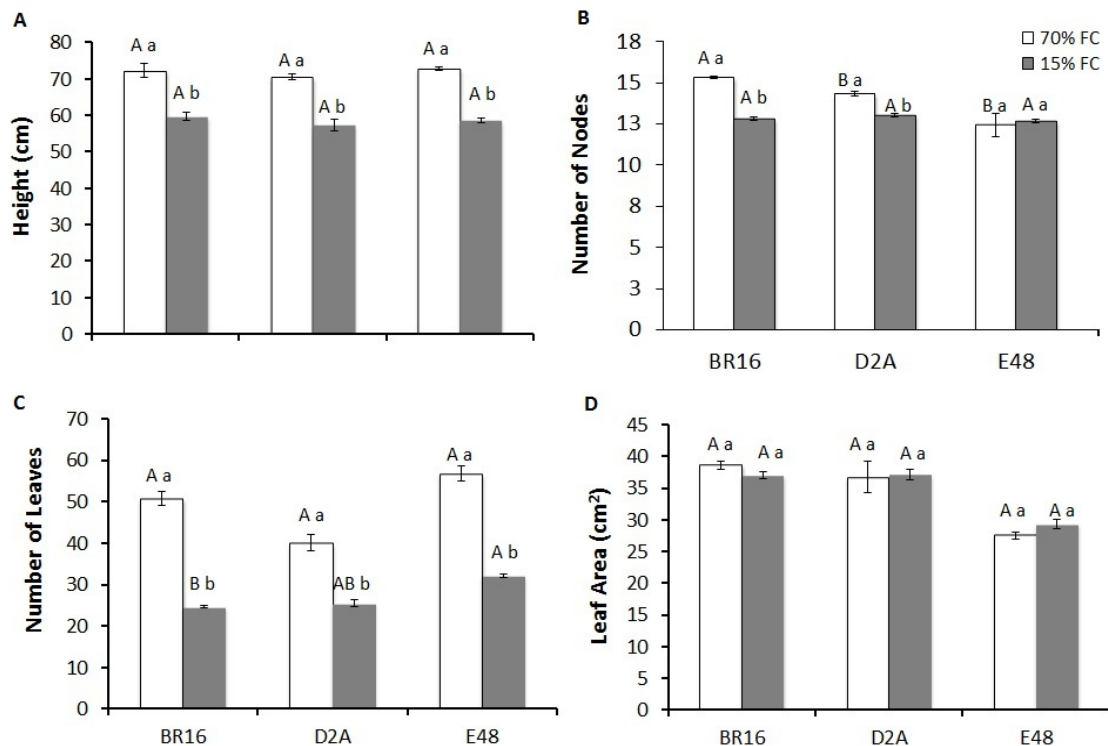 A
Height (cm)
80
70
60
50
40
30
20
10
0
A a
A b
A a
A b
A a
A b
B
Number of Nodes
18
15
13
10
8
5
3
0
A a
A b
B a
A b
B a
A a
70% FC
15% FC
BR16
D2A
E48
C
Number of Leaves
70
60
50
40
30
20
10
0
A a
B b
A a
AB b
A a
A b
BR16
D2A
E48
D
Leaf Area (cm²)
45
40
35
30
25
20
15
10
5
0
A a
A a
A a
A a
A a
A a
BR16
D2A
E48